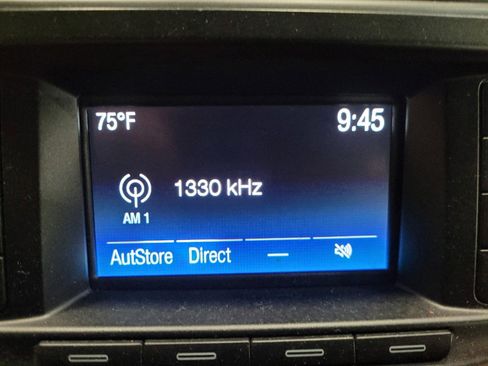 75°F 9:45
1330 kHz
AM 1
AutStore Direct —